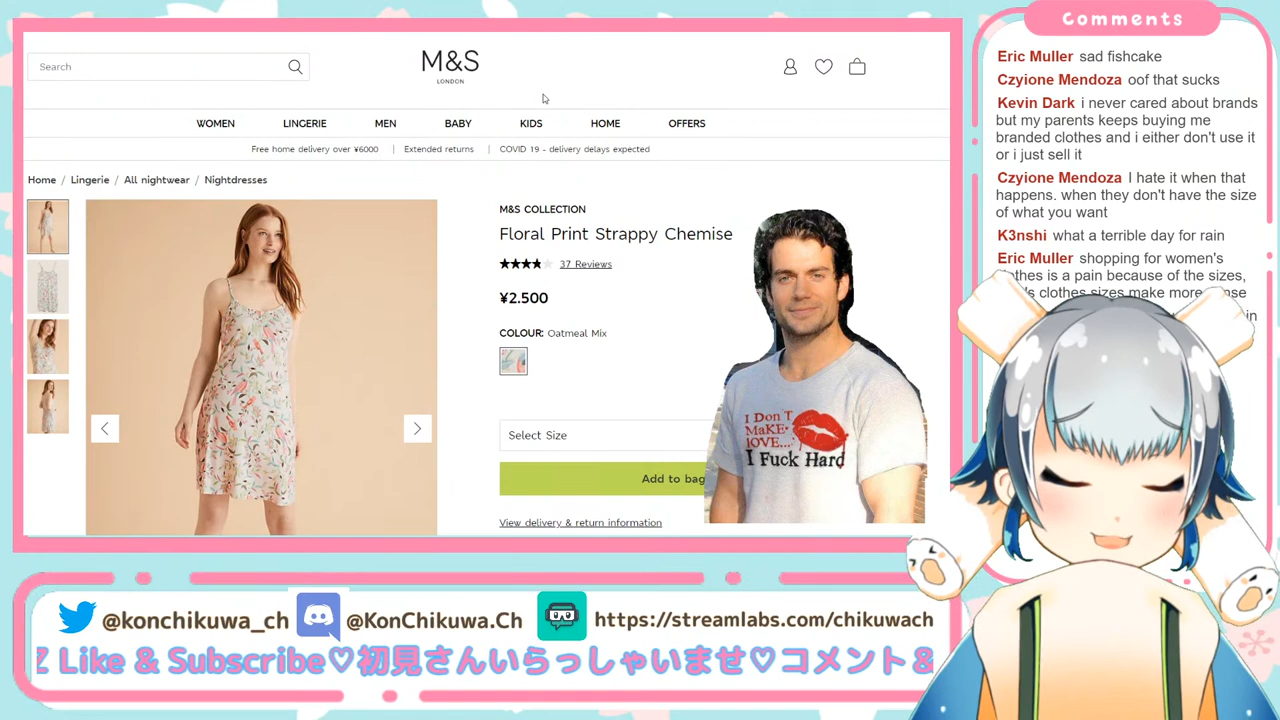 Comments
Search
M&S
LONDON
WOMEN LINGERIE MEN BABY KIDS HOME OFFERS
Free home delivery over ¥6000 | Extended returns | COVID 19 - delivery delays expected
Home / Lingerie / All nightwear / Nightdresses
M&S COLLECTION
Floral Print Strappy Chemise
37 Reviews
¥2.500
COLOUR: Oatmeal Mix
Select Size
Add to bag
View delivery & return information
I DON'T
MAKE
LOVE...
I Fuck Hard
Eric Muller sad fishcake
Czyione Mendoza oof that sucks
Kevin Dark i never cared about brands
but my parents keeps buying me
branded clothes and i either don't use it
or i just sell it
Czyione Mendoza I hate it when that
happens. when they don't have the size
of what you want
K3nshi what a terrible day for rain
Eric Muller shopping for women's
clothes is a pain because of the sizes,
clothes sizes make more sense
in
@konchikuwa_ch @KonChikuwa.Ch https://streamlabs.com/chikuwach
Z Like & Subscribe♡初見さんいらっしゃいませ♡コメント&